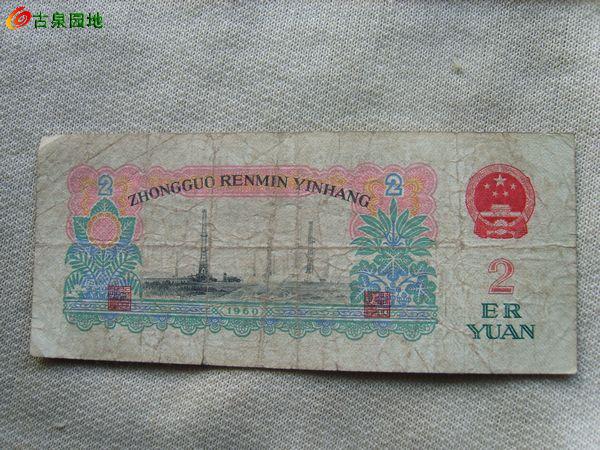 古泉园地
2
2
ZHONGGUO RENMIN YINHANG
1960
2
ER
YUAN